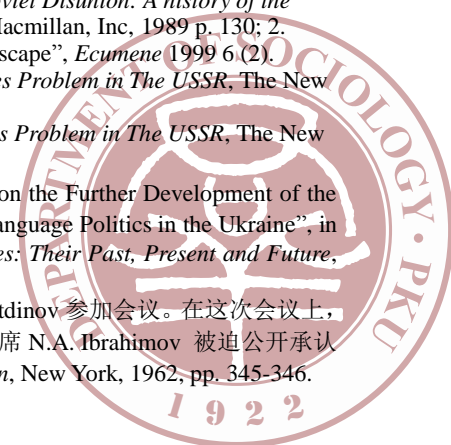 oviet Disunion: A history of the
Macmillan, Inc, 1989 p. 130; 2.
scape”, Ecumene 1999 6 (2).
es Problem in The USSR, The New
s Problem in The USSR, The New
on the Further Development of the
anguage Politics in the Ukraine”, in
es: Their Past, Present and Future,
tdinov 参加会议。在这次会议上，
席 N.A. Ibrahimov 被迫公开承认
n, New York, 1962, pp. 345-346.
DEPARTMENT OF SOCIOLOGY · PKU
1922